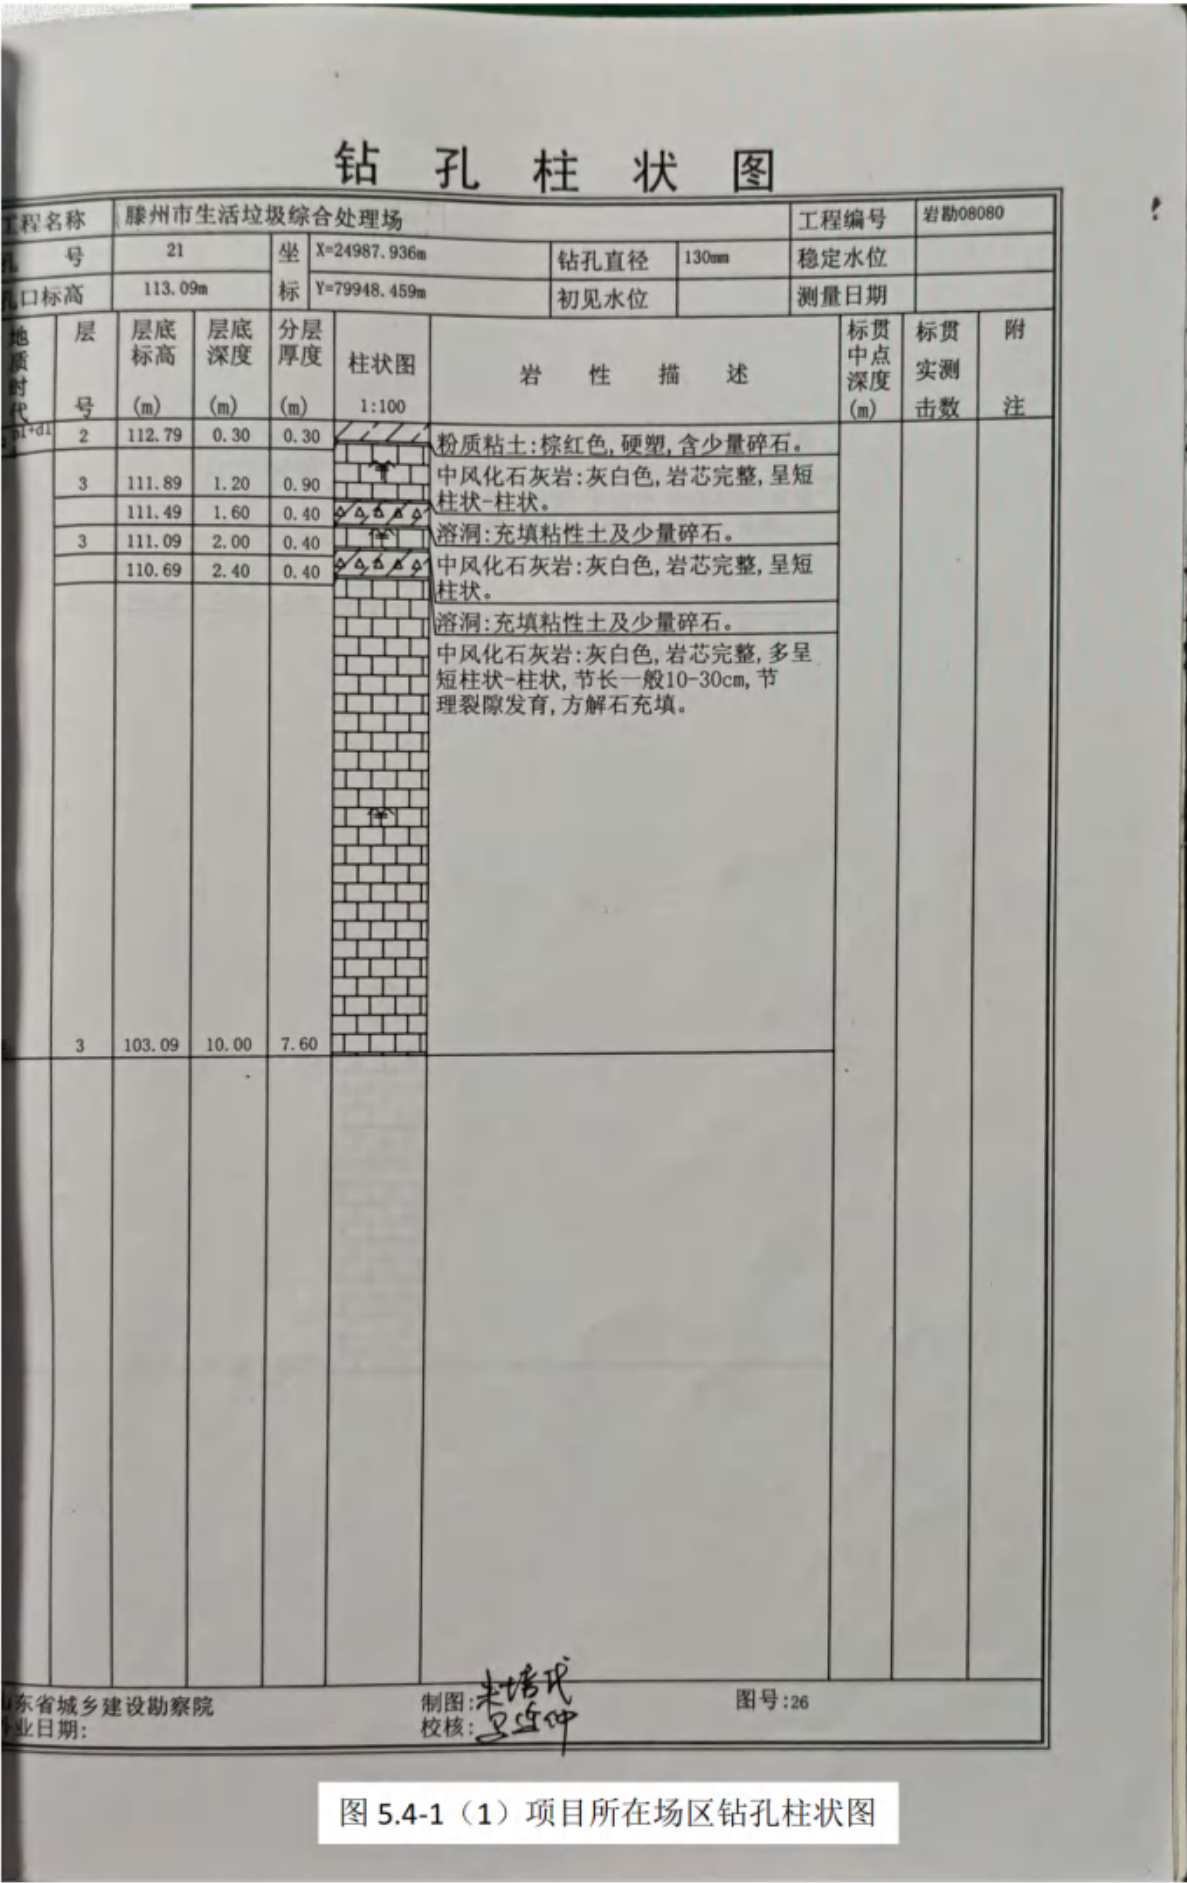 钻孔柱状图
工程名称 滕州市生活垃圾综合处理场 工程编号 岩勘08080
号 21 坐 X=24987.936m 钻孔直径 130mm 稳定水位
孔口标高 113.09m 标 Y=79948.459m 初见水位 测量日期
地质时代 层号 层底标高(m) 层底深度(m) 分层厚度(m) 柱状图 1:100 岩性描述 标贯中点深度(m) 标贯实测击数 附注
pl+dl 2 112.79 0.30 0.30 粉质粘土:棕红色,硬塑,含少量碎石。
3 111.89 1.20 0.90 中风化石灰岩:灰白色,岩芯完整,呈短
柱状-柱状。
111.49 1.60 0.40 溶洞:充填粘性土及少量碎石。
3 111.09 2.00 0.40 中风化石灰岩:灰白色,岩芯完整,呈短
柱状。
110.69 2.40 0.40 溶洞:充填粘性土及少量碎石。
中风化石灰岩:灰白色,岩芯完整,多呈
短柱状-柱状,节长一般10-30cm,节
理裂隙发育,方解石充填。
3 103.09 10.00 7.60
山东省城乡建设勘察院 制图: 图号:26
外业日期: 校核:
图 5.4-1（1）项目所在场区钻孔柱状图